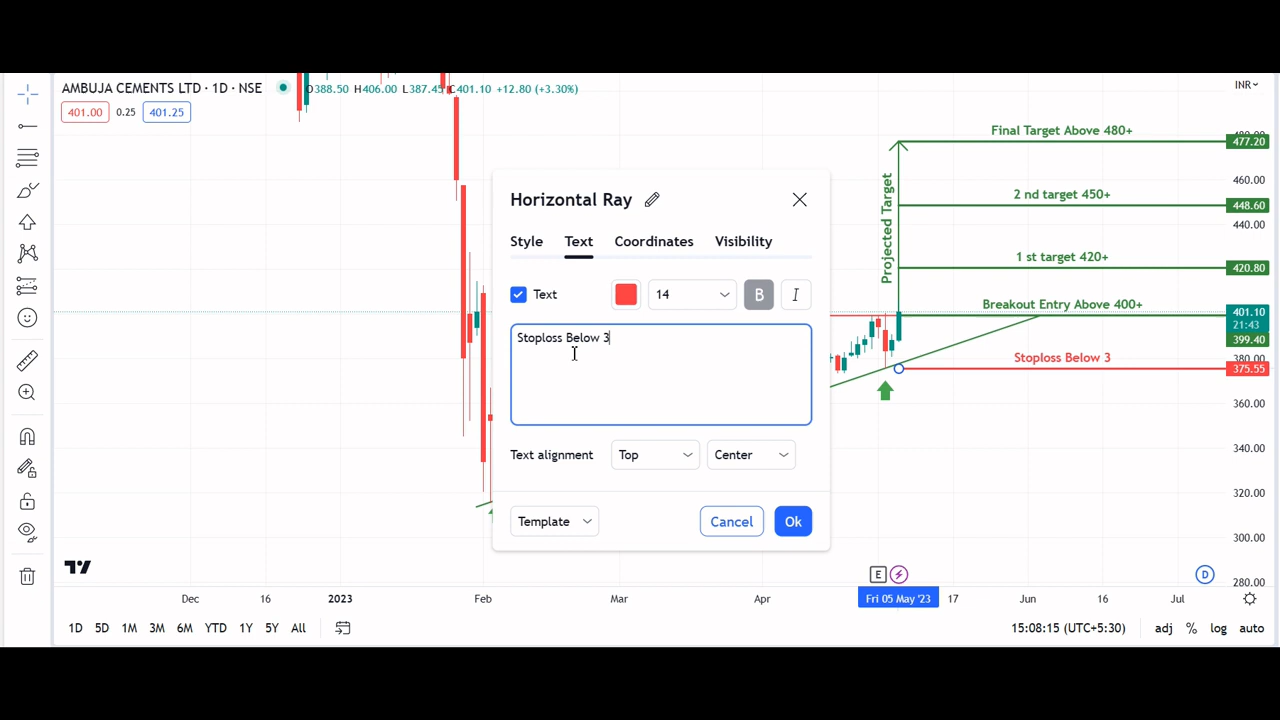 AMBUJA CEMENTS LTD · 1D · NSE
O388.50 H406.00 L387.45 C401.10 +12.80 (+3.30%)
INR
401.00 0.25 401.25
Final Target Above 480+
477.20
460.00
2 nd target 450+
448.60
440.00
Projected Target
1 st target 420+
420.80
Breakout Entry Above 400+
401.10
21:43
399.40
380.00
Stoploss Below 3
375.55
360.00
340.00
320.00
300.00
280.00
Horizontal Ray
Style Text Coordinates Visibility
Text 14 B I
Stoploss Below 3
Text alignment Top Center
Template Cancel Ok
E D
Dec 16 2023 Feb Mar Apr Fri 05 May '23 17 Jun 16 Jul
1D 5D 1M 3M 6M YTD 1Y 5Y All 15:08:15 (UTC+5:30) adj % log auto